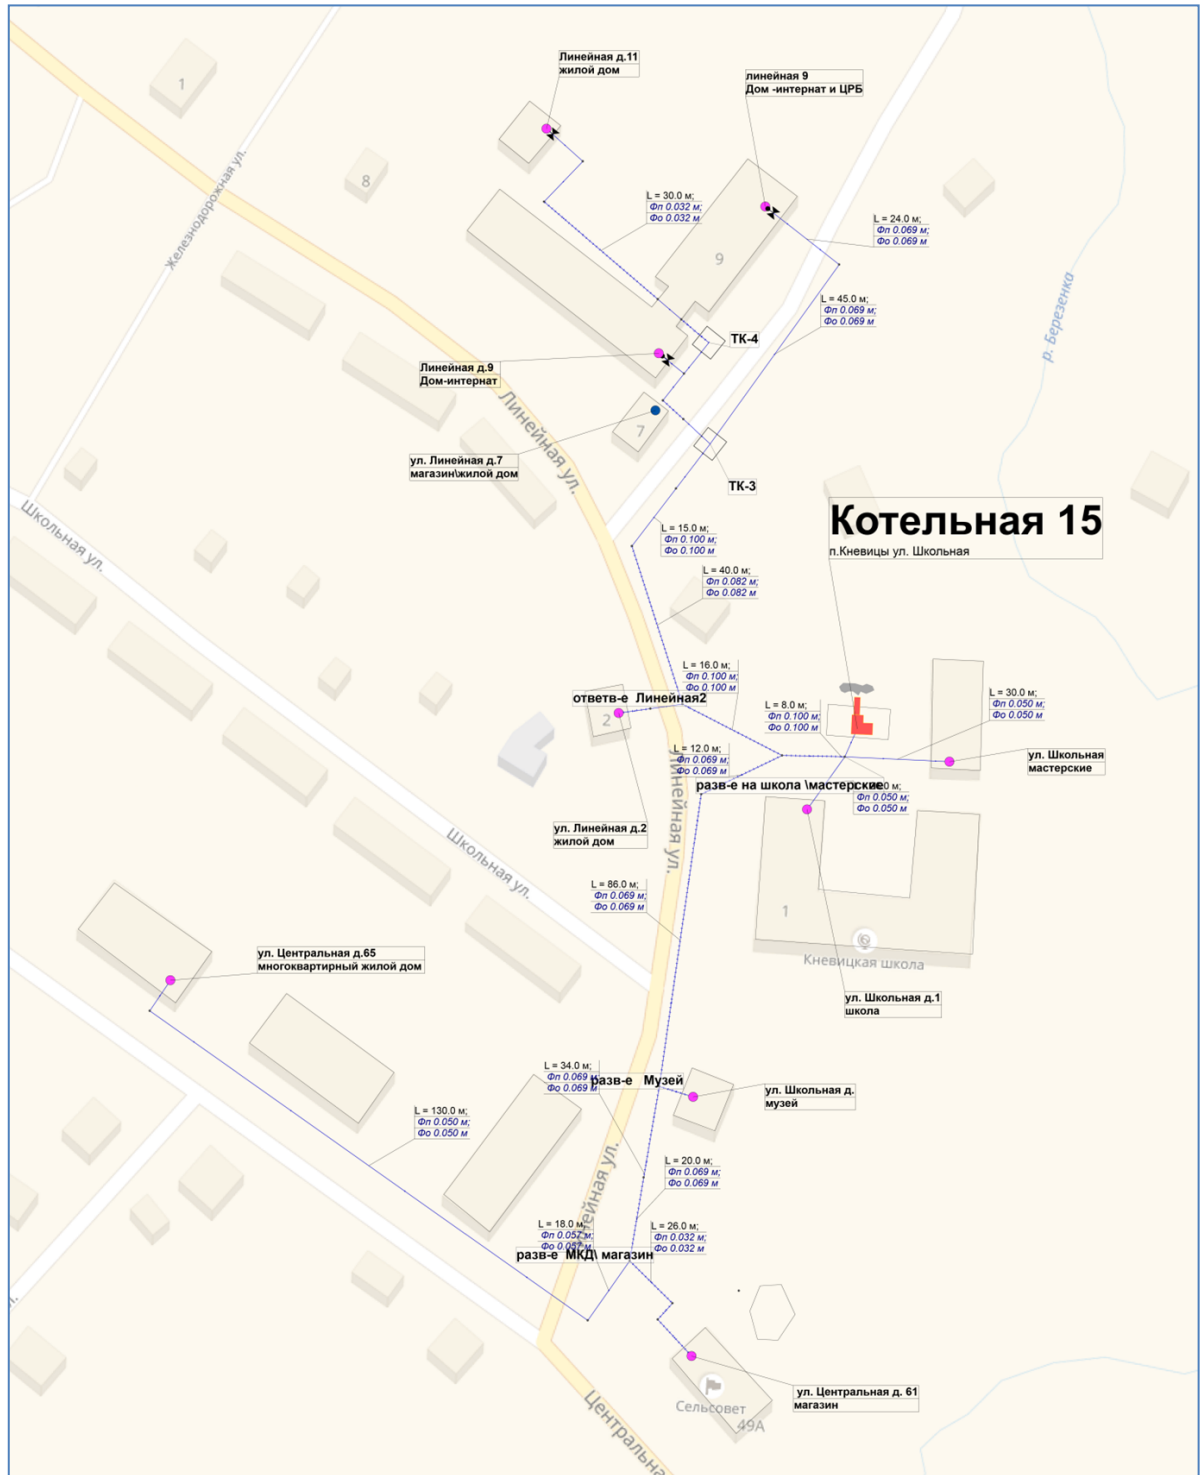 Линейная д.11
жилой дом
линейная 9
Дом -интернат и ЦРБ
1
8
Железнодорожная ул.
L = 30.0 м;
Фп 0.032 м;
Фо 0.032 м
L = 24.0 м;
Фп 0.069 м;
Фо 0.069 м
9
L = 45.0 м;
Фп 0.069 м;
Фо 0.069 м
р. Березенка
ТК-4
Линейная д.9
Дом-интернат
Линейная ул.
7
ул. Линейная д.7
магазин\жилой дом
ТК-3
Школьная ул.
Котельная 15
п.Кневицы ул. Школьная
L = 15.0 м;
Фп 0.100 м;
Фо 0.100 м
L = 40.0 м;
Фп 0.082 м;
Фо 0.082 м
L = 16.0 м;
Фп 0.100 м;
Фо 0.100 м
ответв-е Линейная2
2
L = 8.0 м;
Фп 0.100 м;
Фо 0.100 м
L = 30.0 м;
Фп 0.050 м;
Фо 0.050 м
L = 12.0 м;
Фп 0.069 м;
Фо 0.069 м
ул. Школьная
мастерские
разв-е на школа \мастерские
Фп 0.050 м;
Фо 0.050 м
ул. Линейная д.2
жилой дом
Линейная ул.
Школьная ул.
L = 86.0 м;
Фп 0.069 м;
Фо 0.069 м
1
Кневицкая школа
ул. Центральная д.65
многоквартирный жилой дом
ул. Школьная д.1
школа
L = 34.0 м;
Фп 0.069 м;
Фо 0.069 м
разв-е Музей
ул. Школьная д.
музей
L = 130.0 м;
Фп 0.050 м;
Фо 0.050 м
L = 20.0 м;
Фп 0.069 м;
Фо 0.069 м
Линейная ул.
L = 18.0 м;
Фп 0.057 м;
Фо 0.057 м
L = 26.0 м;
Фп 0.032 м;
Фо 0.032 м
разв-е МКД\ магазин
ул. Центральная д. 61
магазин
Сельсовет
49А
Центральна